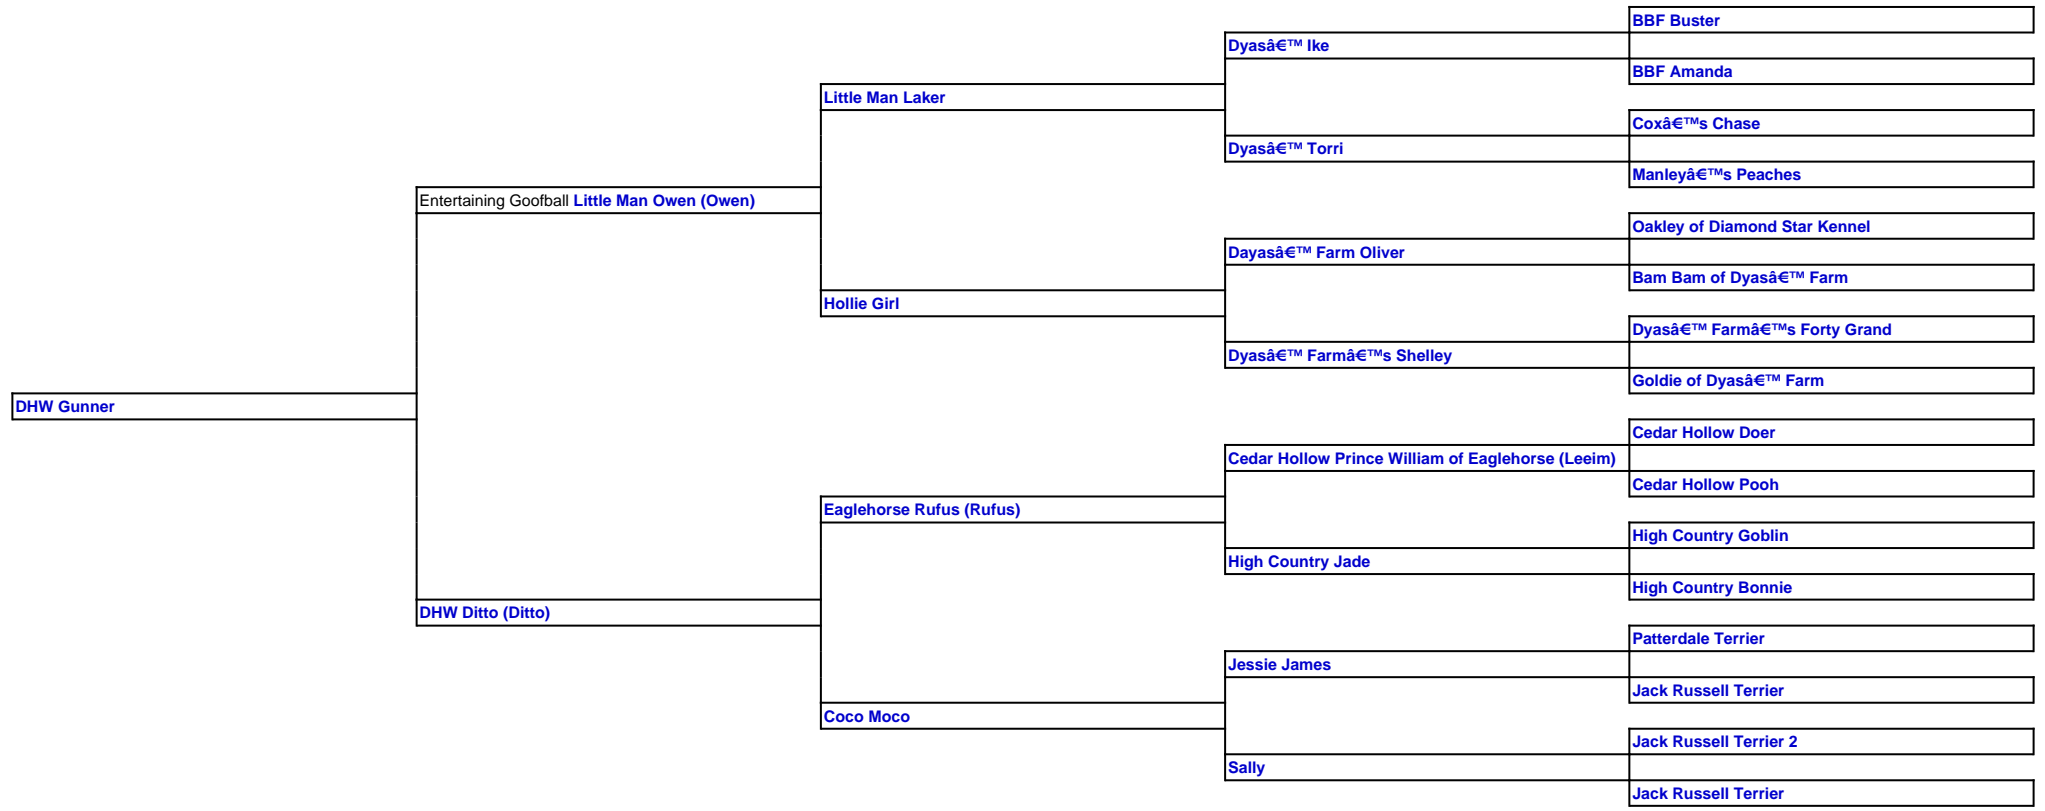 BBF Buster
Dyasâ€™ Ike
BBF Amanda
Little Man Laker
Coxâ€™s Chase
Dyasâ€™ Torri
Manleyâ€™s Peaches
Entertaining Goofball Little Man Owen (Owen)
Oakley of Diamond Star Kennel
Dayasâ€™ Farm Oliver
Bam Bam of Dyasâ€™ Farm
Hollie Girl
Dyasâ€™ Farmâ€™s Forty Grand
Dyasâ€™ Farmâ€™s Shelley
Goldie of Dyasâ€™ Farm
DHW Gunner
Cedar Hollow Doer
Cedar Hollow Prince William of Eaglehorse (Leeim)
Cedar Hollow Pooh
Eaglehorse Rufus (Rufus)
High Country Goblin
High Country Jade
High Country Bonnie
DHW Ditto (Ditto)
Patterdale Terrier
Jessie James
Jack Russell Terrier
Coco Moco
Jack Russell Terrier 2
Sally
Jack Russell Terrier